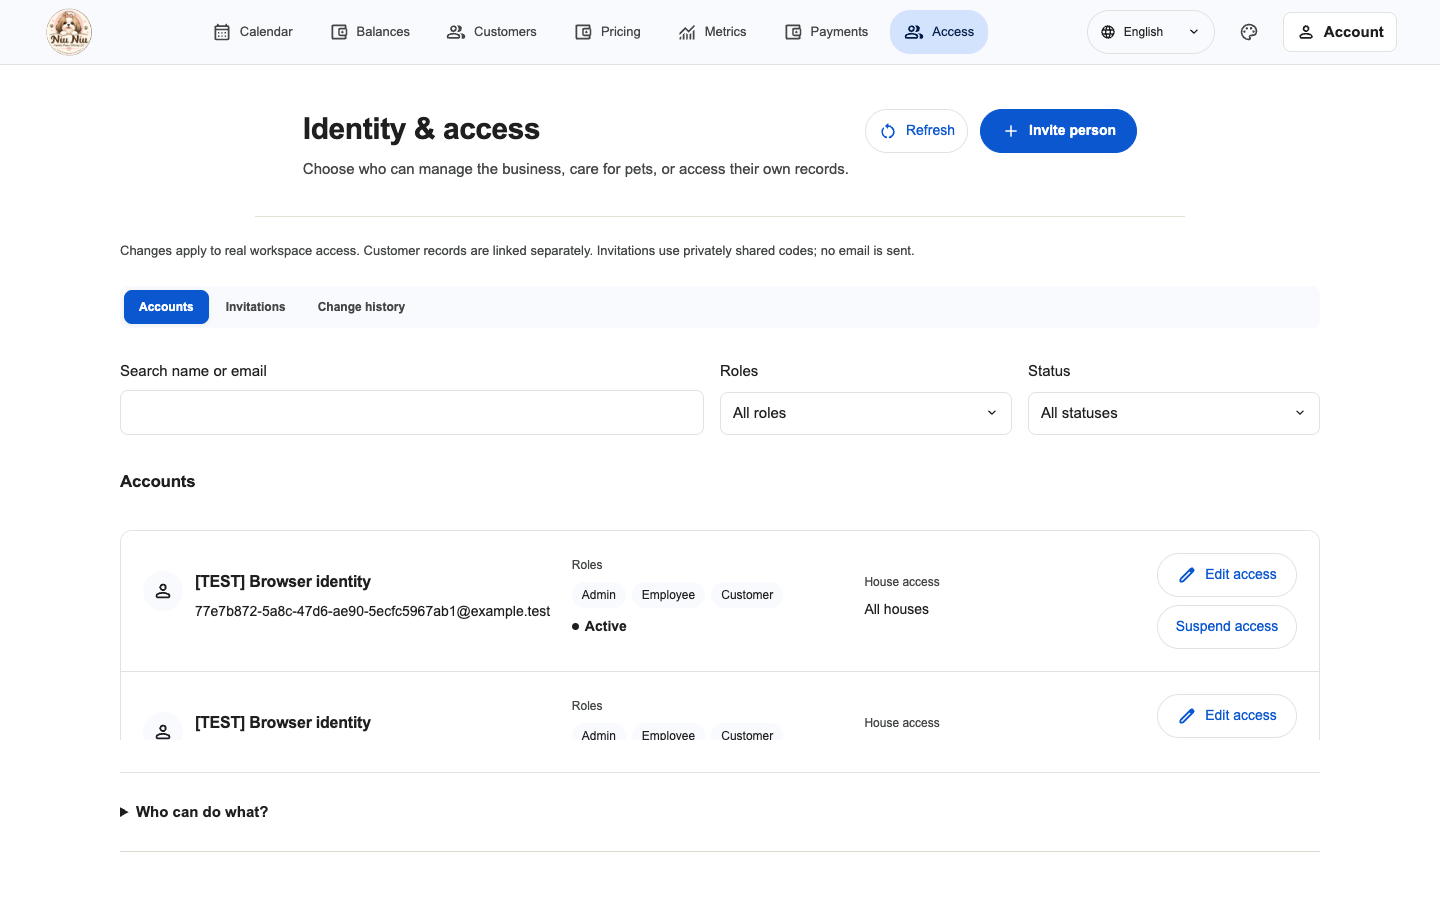 Niu Niu
Calendar
Balances
Customers
Pricing
Metrics
Payments
Access
English
Account
Identity & access
Refresh
Invite person
Choose who can manage the business, care for pets, or access their own records.
Changes apply to real workspace access. Customer records are linked separately. Invitations use privately shared codes; no email is sent.
Accounts
Invitations
Change history
Search name or email
Roles
Status
All roles
All statuses
Accounts
[TEST] Browser identity
77e7b872-5a8c-47d6-ae90-5ecfc5967ab1@example.test
Roles
Admin
Employee
Customer
Active
House access
All houses
Edit access
Suspend access
[TEST] Browser identity
Roles
Admin
Employee
Customer
House access
Edit access
Who can do what?